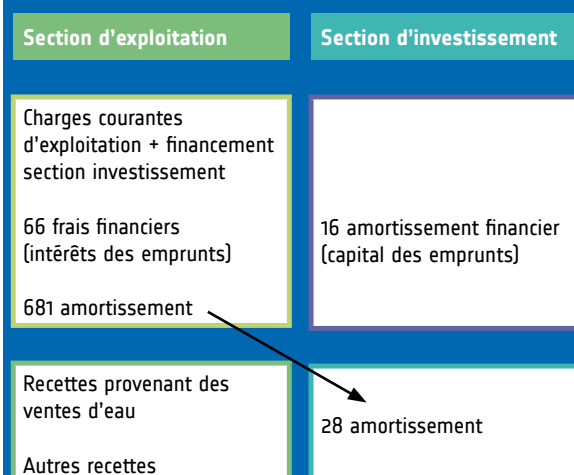 Section d'exploitation
Section d'investissement
Charges courantes
d'exploitation + financement
section investissement
66 frais financiers
(intérêts des emprunts)
681 amortissement
16 amortissement financier
(capital des emprunts)
Recettes provenant des
ventes d'eau
Autres recettes
28 amortissement